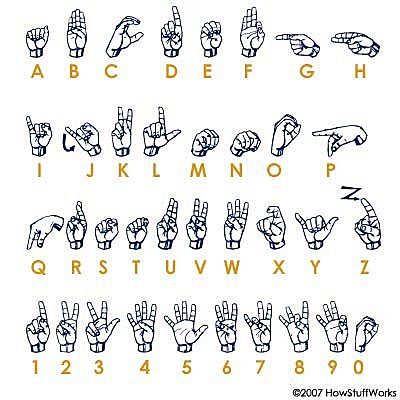 A B C D E F G H
I J K L M N O P
Q R S T U V W X Y Z
1 2 3 4 5 6 7 8 9 0
©2007 HowStuffWorks